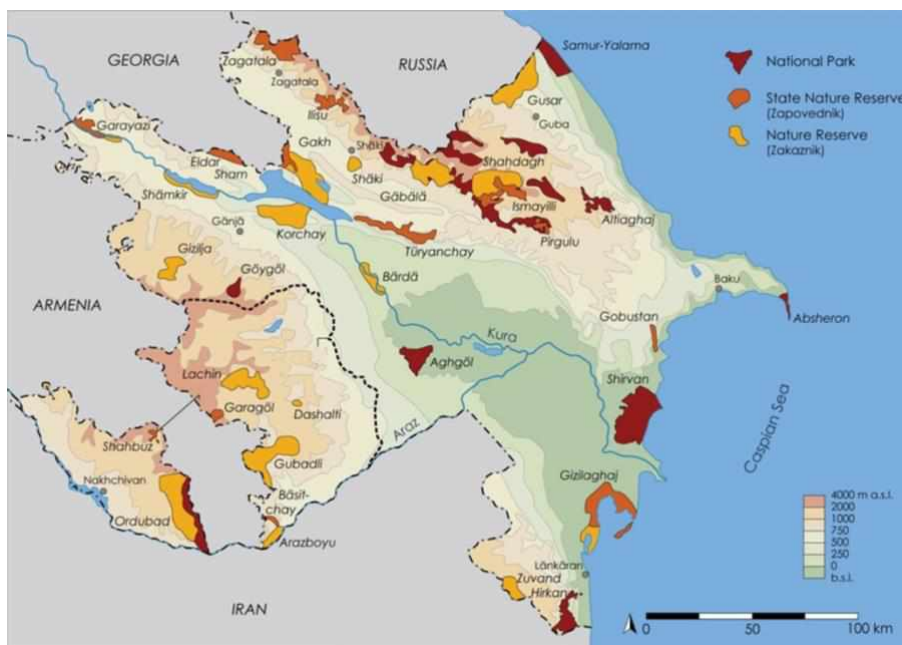 GEORGIA
RUSSIA
Samur-Yalama
National Park
State Nature Reserve
(Zapovednik)
Nature Reserve
(Zakaznik)
Zagatala
Zagatala
Ilisu
Gusar
Guba
Garayazi
Eldar
Sham
Gakh
Shäki
Shäki
Shahdagh
Gäbälä
Ismayilli
Altiaghaj
Pirgulu
Shämkir
Gänjä
Korchay
Türyanchay
Gizilja
Göygöl
Bärdä
ARMENIA
Baku
Absheron
Gobustan
Kura
Aghgöl
Shirvan
Lachin
Garagöl
Dashalti
Araz
Caspian Sea
Shahbuz
Gubadli
Nakhchivan
Ordubad
Bäsit-
chay
Arazboyu
Gizilaghaj
4000 m a.s.l.
2000
1000
750
500
250
0
b.s.l.
Länkäran
Zuvand
Hirkan
IRAN
0
50
100 km